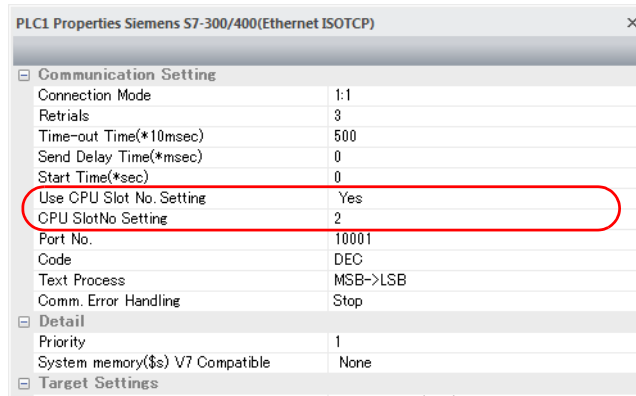 PLC1 Properties Siemens S7-300/400(Ethernet ISOTCP)
Communication Setting
Connection Mode 1:1
Retrials 3
Time-out Time(*10msec) 500
Send Delay Time(*msec) 0
Start Time(*sec) 0
Use CPU Slot No. Setting Yes
CPU SlotNo Setting 2
Port No. 10001
Code DEC
Text Process MSB->LSB
Comm. Error Handling Stop
Detail
Priority 1
System memory($s) V7 Compatible None
Target Settings